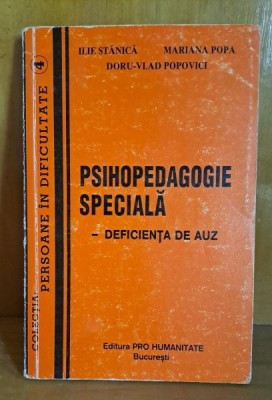 ILIE STĂNICĂ MARIANA POPA
DORU-VLAD POPOVICI
PSIHOPEDAGOGIE
SPECIALĂ
– DEFICIENȚA DE AUZ
Editura PRO HUMANITATE
București
COLECȚIA:
PERSOANE ÎN DIFICULTATE 4